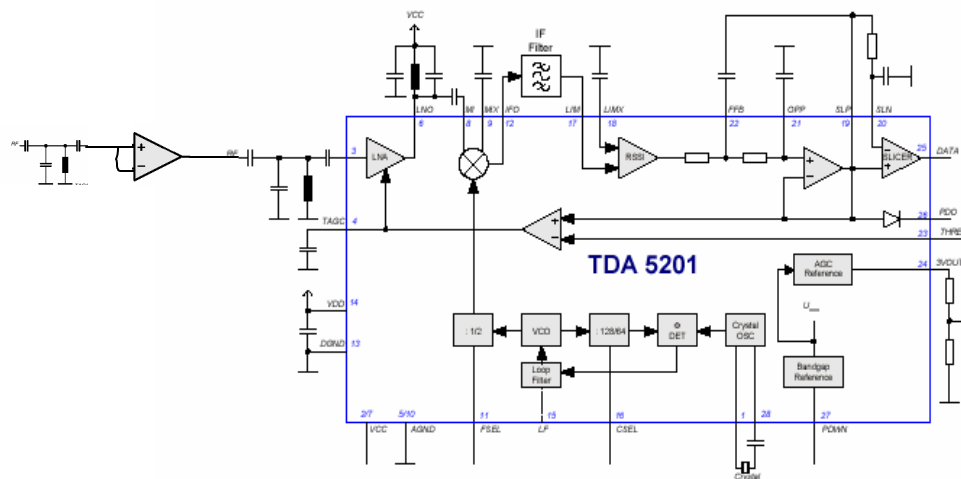 VCC
IF
Filter
LNO
MI
MIX
IFO
LIM
LIMX
FFB
OPP
SLP
SLN
6
8
9
12
17
18
22
21
19
20
RF
RF
3
LNA
RSSI
SLICER
25
DATA
+
−
+
−
−
+
TAGC
4
+
−
26
PDO
23
THRE
TDA 5201
24
3VOUT
AGC
Reference
VDD
14
DGND
13
: 1/2
VCO
: 128/64
Φ
DET
Crystal
OSC
Loop
Filter
Bandgap
Reference
2/7
VCC
5/10
AGND
11
FSEL
15
LF
16
CSEL
1
28
27
PDWN
Crystal